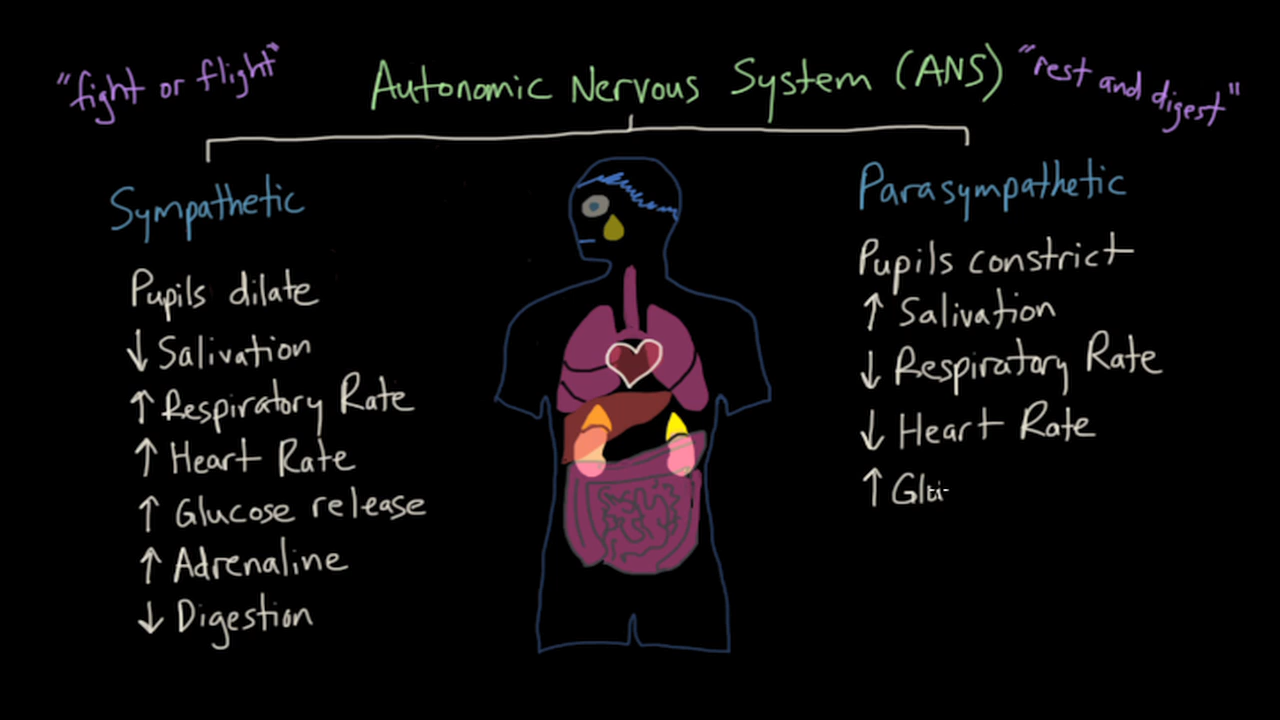 "fight or flight"
Autonomic Nervous System (ANS)
"rest and digest"
Sympathetic
Pupils dilate
↓ Salivation
↑ Respiratory Rate
↑ Heart Rate
↑ Glucose release
↑ Adrenaline
↓ Digestion
Parasympathetic
Pupils constrict
↑ Salivation
↓ Respiratory Rate
↓ Heart Rate
↑